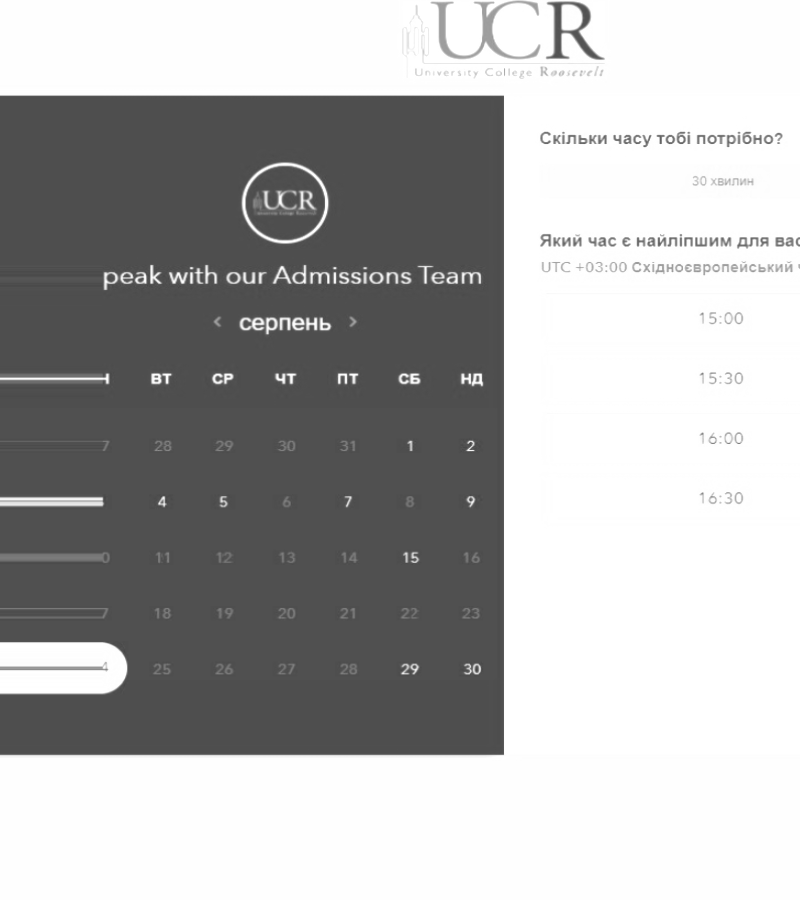 UCR
University College Roosevelt
Скільки часу тобі потрібно?
30 хвилин
UCR
Який час є найліпшим для вас
UTC +03:00 Східноєвропейський ч
peak with our Admissions Team
серпень
15:00
ВТ СР ЧТ ПТ СБ НД
15:30
7 28 29 30 31 1 2
16:00
4 5 6 7 8 9
16:30
0 11 12 13 14 15 16
7 18 19 20 21 22 23
4 25 26 27 28 29 30